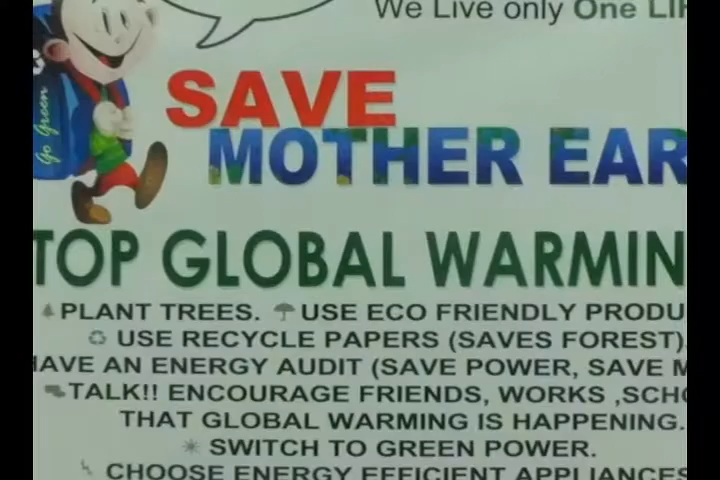 We Live only One LIF
Go Green
SAVE
MOTHER EAR
TOP GLOBAL WARMIN
PLANT TREES. USE ECO FRIENDLY PRODU
USE RECYCLE PAPERS (SAVES FOREST),
HAVE AN ENERGY AUDIT (SAVE POWER, SAVE M
TALK!! ENCOURAGE FRIENDS, WORKS ,SCHO
THAT GLOBAL WARMING IS HAPPENING.
SWITCH TO GREEN POWER.
CHOOSE ENERGY EFFICIENT APPLIANCES